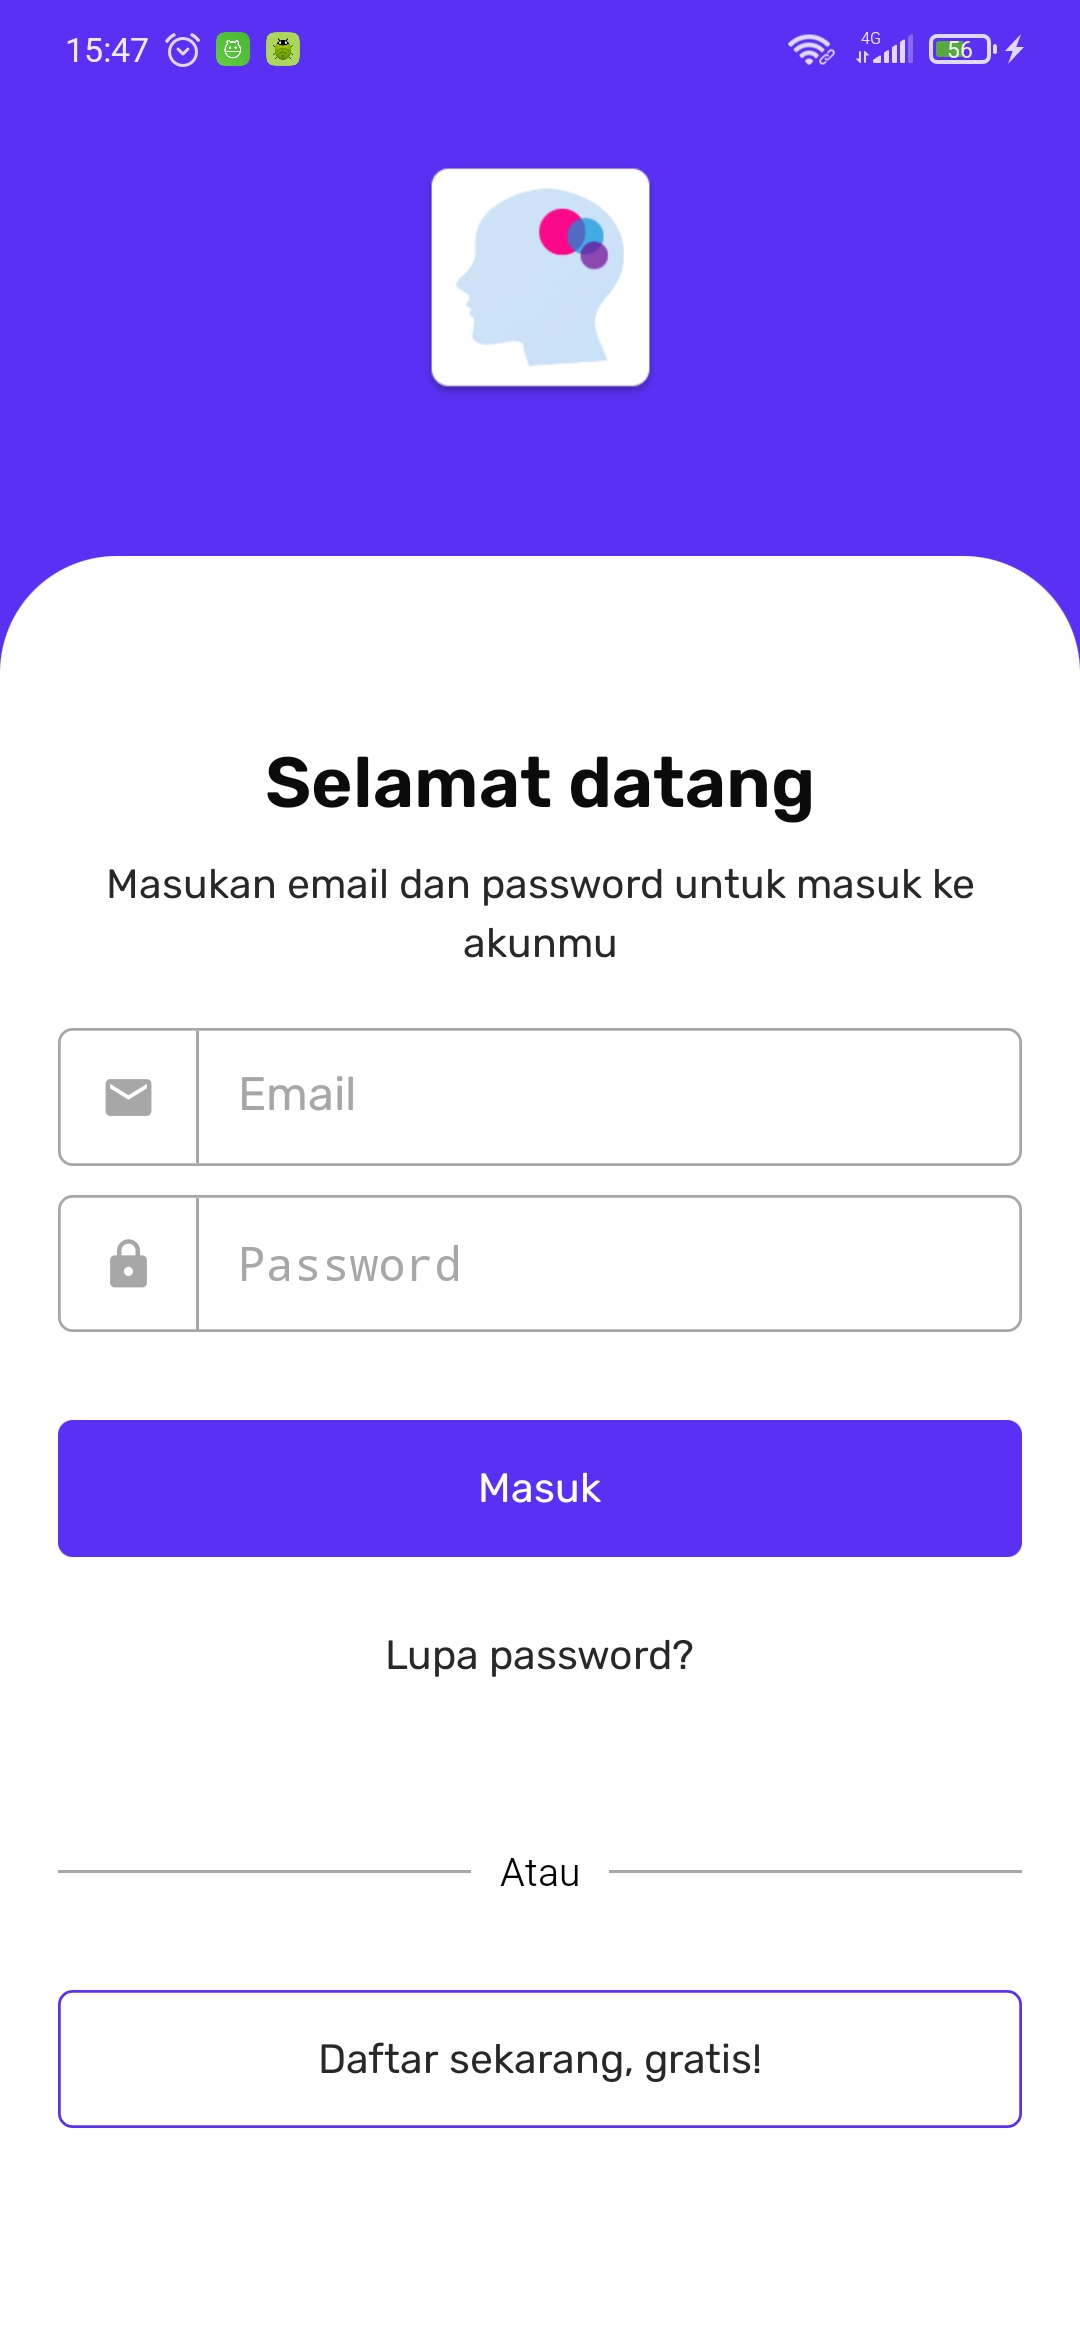 15:47
4G
56
Selamat datang
Masukan email dan password untuk masuk ke
akunmu
Email
Password
Masuk
Lupa password?
Atau
Daftar sekarang, gratis!